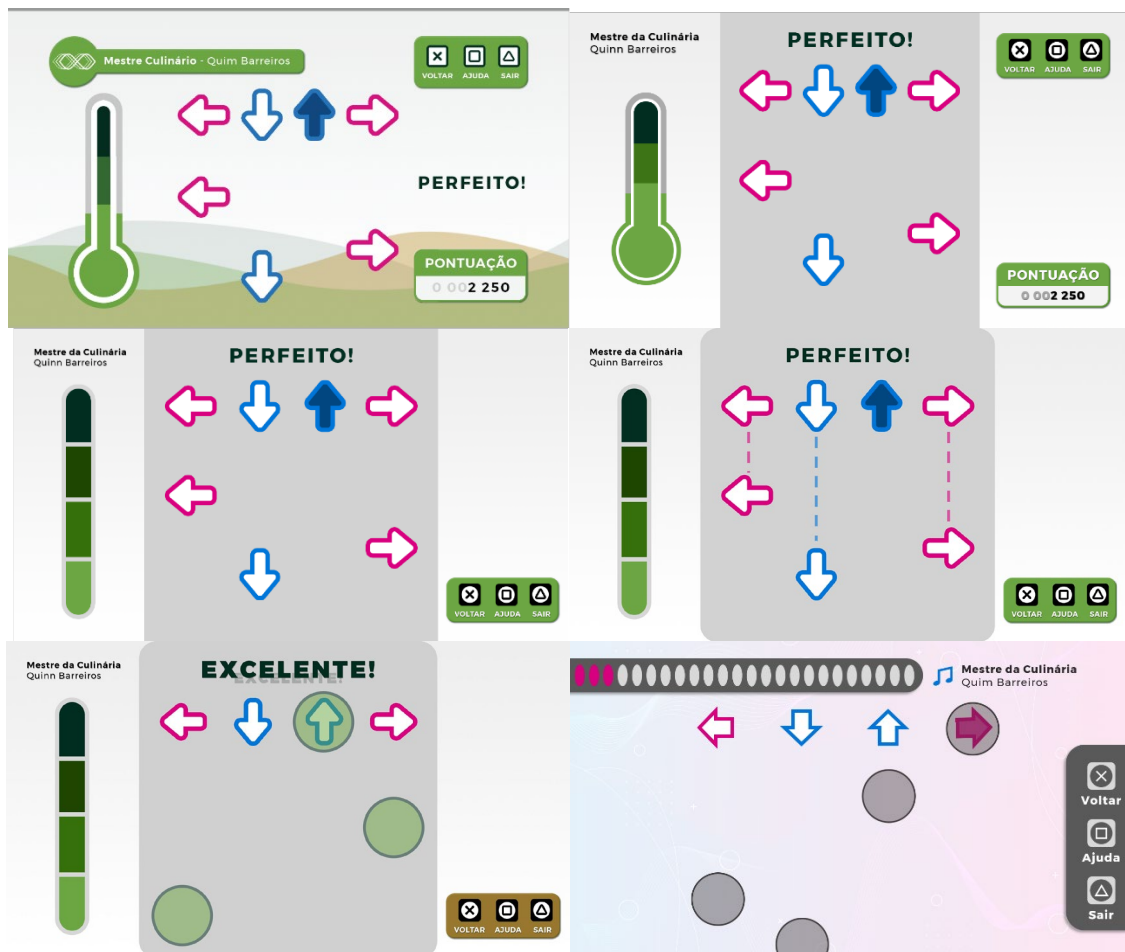 Mestre Culinário - Quim Barreiros
VOLTAR AJUDA SAIR
PERFEITO!
PONTUAÇÃO
0 002 250
Mestre da Culinária
Quinn Barreiros
PERFEITO!
VOLTAR AJUDA SAIR
PONTUAÇÃO
0 002 250
Mestre da Culinária
Quinn Barreiros
PERFEITO!
VOLTAR AJUDA SAIR
Mestre da Culinária
Quinn Barreiros
PERFEITO!
VOLTAR AJUDA SAIR
Mestre da Culinária
Quinn Barreiros
EXCELENTE!
EXCELENTE!
VOLTAR AJUDA SAIR
Mestre da Culinária
Quim Barreiros
Voltar
Ajuda
Sair